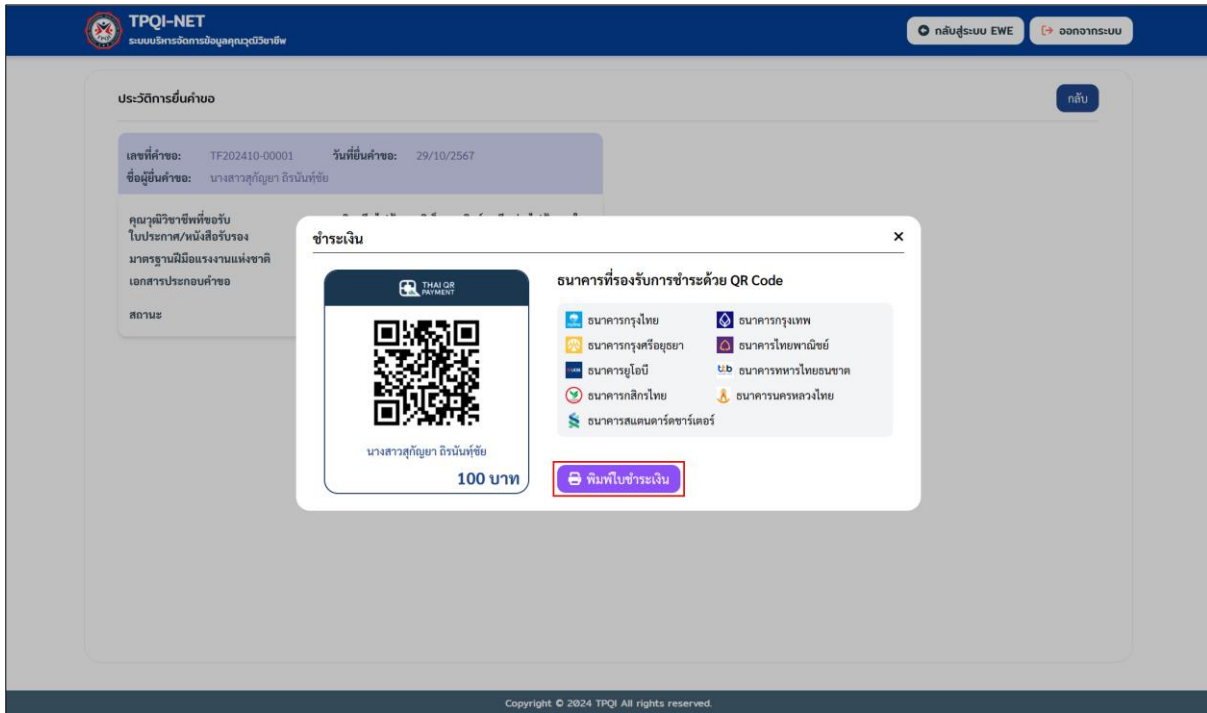 TPQI-NET
ระบบบริหารจัดการข้อมูลคุณวุฒิวิชาชีพ
กลับสู่ระบบ EWE
ออกจากระบบ
ประวัติการยื่นคำขอ
กลับ
เลขที่คำขอ: TF202410-00001 วันที่ยื่นคำขอ: 29/10/2567
ชื่อผู้ยื่นคำขอ: นางสาวสุกัญยา ถิรนันท์ุชัย
คุณวุฒิวิชาชีพที่ขอรับ
ใบประกาศ/หนังสือรับรอง
มาตรฐานฝีมือแรงงานแห่งชาติ
เอกสารประกอบคำขอ
สถานะ
ชำระเงิน
×
THAI QR
PAYMENT
นางสาวสุกัญยา ถิรนันท์ุชัย
100 บาท
ธนาคารที่รองรับการชำระด้วย QR Code
ธนาคารกรุงไทย ธนาคารกรุงเทพ
ธนาคารกรุงศรีอยุธยา ธนาคารไทยพาณิชย์
ธนาคารยูโอบี ธนาคารทหารไทยธนชาต
ธนาคารกสิกรไทย ธนาคารนครหลวงไทย
ธนาคารสแตนดาร์ดชาร์เตอร์
พิมพ์ใบชำระเงิน
Copyright © 2024 TPQI All rights reserved.